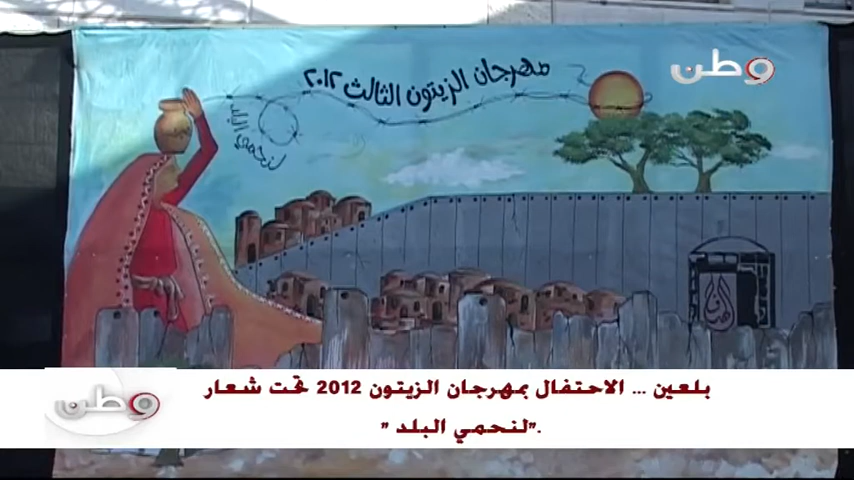 مهرجان الزيتون الثالث ٢٠١٢
وطن
لنحمي البلد
وطن
بلعين ... الاحتفال بمهرجان الزيتون 2012 تحت شعار
"لنحمي البلد".